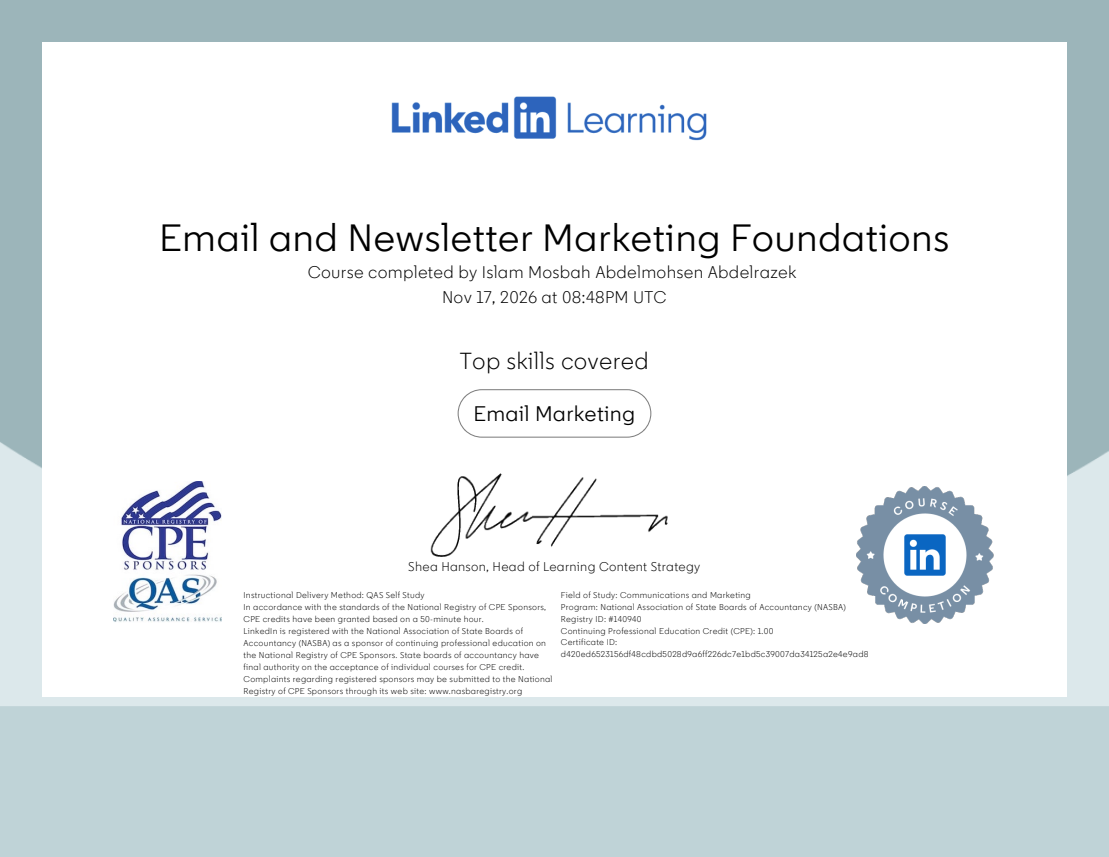 Linked in Learning
Email and Newsletter Marketing Foundations
Course completed by Islam Mosbah Abdelmohsen Abdelrazek
Nov 17, 2026 at 08:48PM UTC
Top skills covered
Email Marketing
NATIONAL REGISTRY OF
CPE
SPONSORS
QAS
QUALITY ASSURANCE SERVICE
Shea Hanson, Head of Learning Content Strategy
Instructional Delivery Method: QAS Self Study
In accordance with the standards of the National Registry of CPE Sponsors,
CPE credits have been granted based on a 50-minute hour.
LinkedIn is registered with the National Association of State Boards of
Accountancy (NASBA) as a sponsor of continuing professional education on
the National Registry of CPE Sponsors. State boards of accountancy have
final authority on the acceptance of individual courses for CPE credit.
Complaints regarding registered sponsors may be submitted to the National
Registry of CPE Sponsors through its web site: www.nasbaregistry.org
Field of Study: Communications and Marketing
Program: National Association of State Boards of Accountancy (NASBA)
Registry ID: #140940
Continuing Professional Education Credit (CPE): 1.00
Certificate ID:
d420ed6523156df48cdbd5028d9a6ff226dc7e1bd5c39007da34125a2e4e9ad8
COURSE
in
COMPLETION